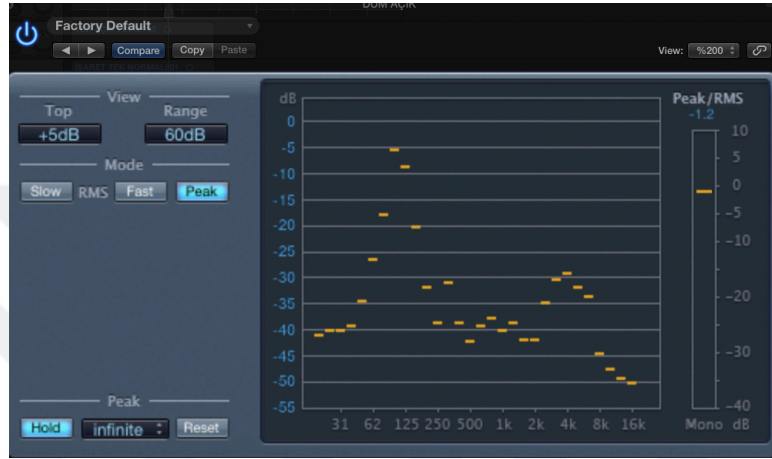 DÜM AÇIK
Factory Default
Compare Copy Paste
View: %200
View
Top Range
+5dB 60dB
Mode
Slow RMS Fast Peak
Peak
Hold infinite Reset
dB
0
-5
-10
-15
-20
-25
-30
-35
-40
-45
-50
-55
31 62 125 250 500 1k 2k 4k 8k 16k
Peak/RMS
-1.2
10
5
0
-5
-10
-20
-30
-40
Mono dB